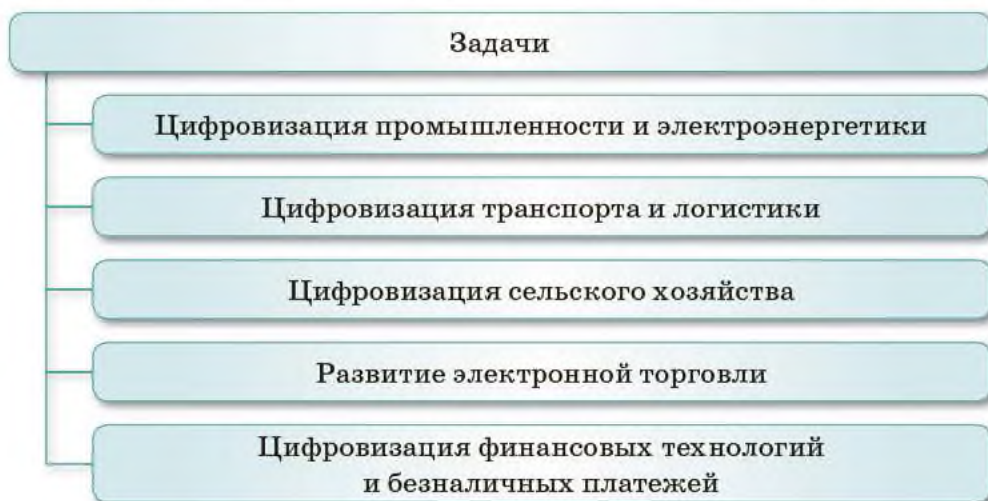 Задачи
Цифровизация промышленности и электроэнергетики
Цифровизация транспорта и логистики
Цифровизация сельского хозяйства
Развитие электронной торговли
Цифровизация финансовых технологий
и безналичных платежей